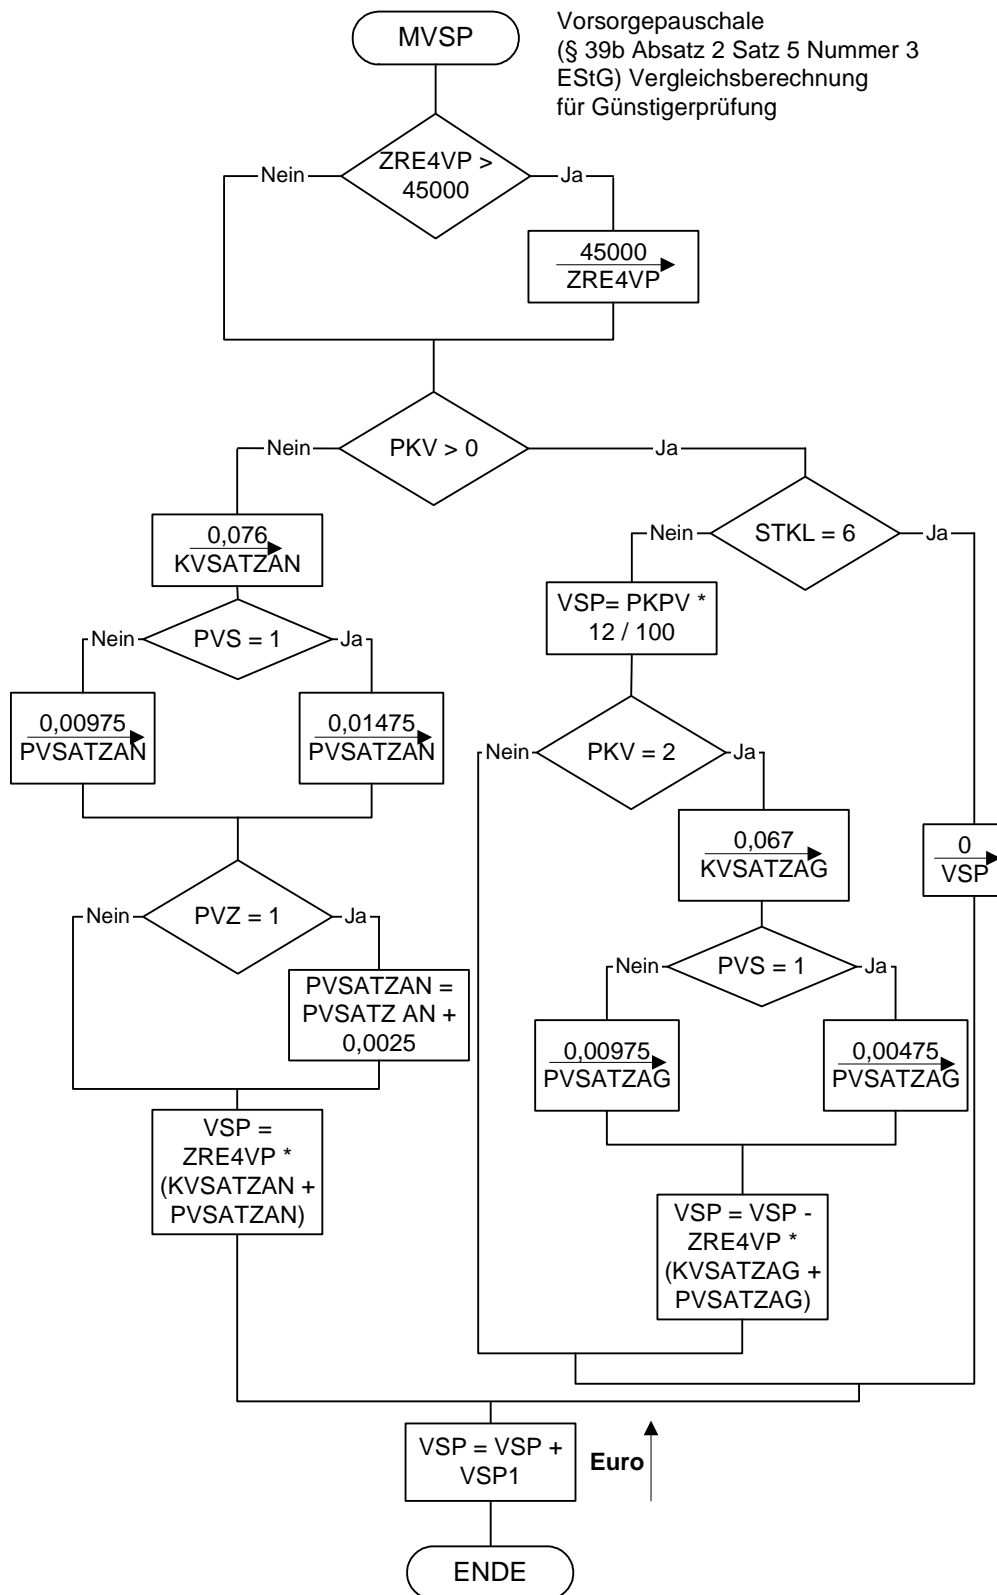 MVSP
Vorsorgepauschale
(§ 39b Absatz 2 Satz 5 Nummer 3
EStG) Vergleichsberechnung
für Günstigerprüfung
ZRE4VP >
45000
Nein
Ja
45000
ZRE4VP
PKV > 0
Nein
Ja
0,076
KVSATZAN
STKL = 6
Nein
Ja
VSP= PKPV *
12 / 100
PVS = 1
Nein
Ja
0,00975
PVSATZAN
0,01475
PVSATZAN
PKV = 2
Nein
Ja
0,067
KVSATZAG
0
VSP
PVZ = 1
Nein
Ja
PVSATZAN =
PVSATZ AN +
0,0025
PVS = 1
Nein
Ja
0,00975
PVSATZAG
0,00475
PVSATZAG
VSP =
ZRE4VP *
(KVSATZAN +
PVSATZAN)
VSP = VSP -
ZRE4VP *
(KVSATZAG +
PVSATZAG)
VSP = VSP +
VSP1
Euro
ENDE